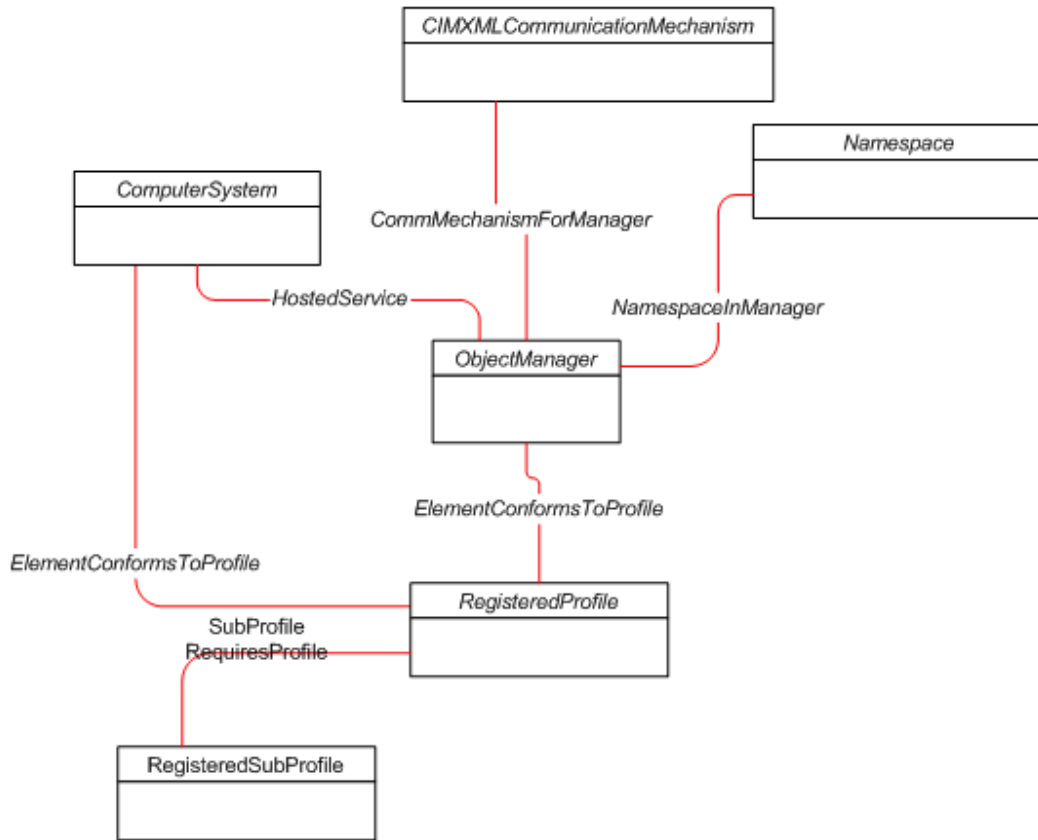 CIMXMLCommunicationMechanism
Namespace
ComputerSystem
CommMechanismForManager
HostedService
NamespaceInManager
ObjectManager
ElementConformsToProfile
ElementConformsToProfile
RegisteredProfile
SubProfile
RequiresProfile
RegisteredSubProfile